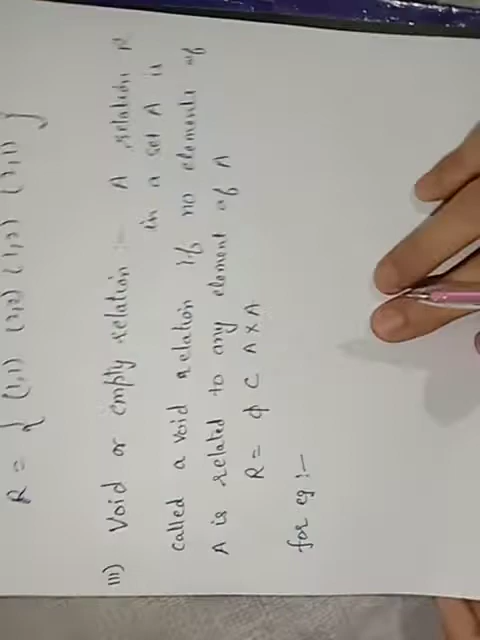 R = { (1,1) (2,2) (1,2) (2,1) }
III) Void or empty relation :- A relation R
in a set A is
called a void relation if no elements of
A is related to any element of A
R = ϕ ⊂ A×A
for eg :-